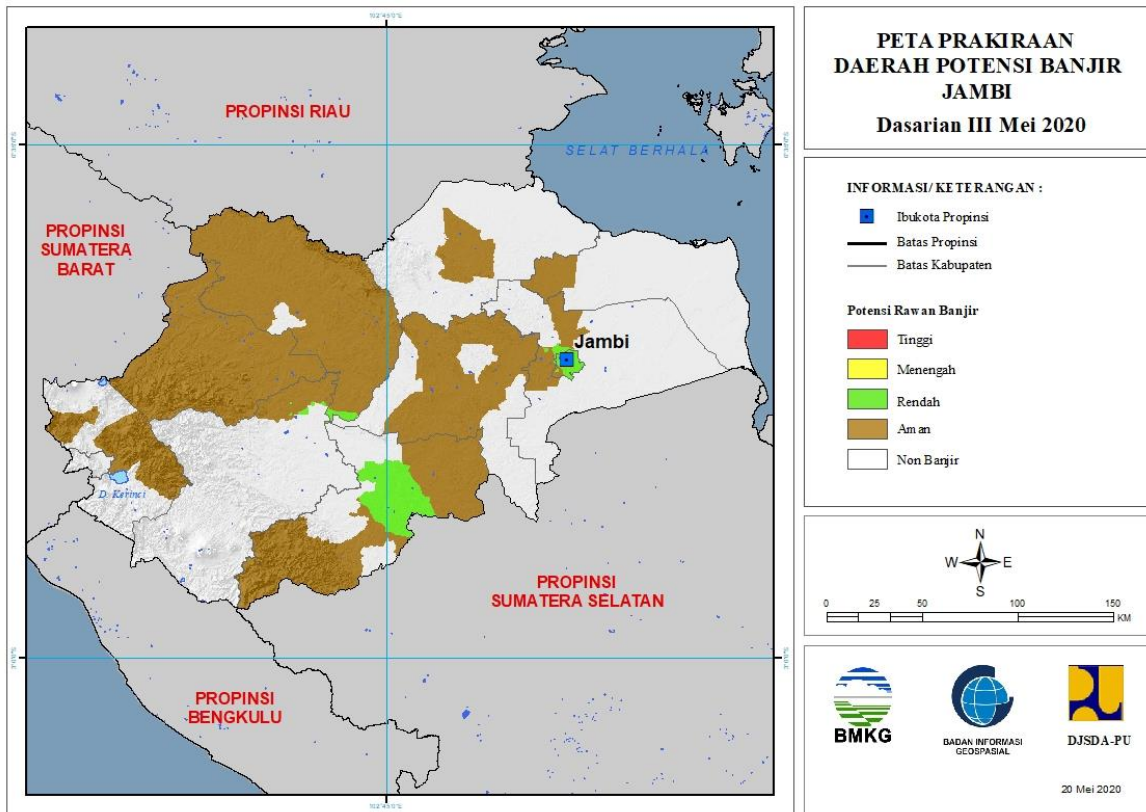 PETA PRAKIRAAN
DAERAH POTENSI BANJIR
JAMBI
Dasarian III Mei 2020
INFORMASI/ KETERANGAN :
Ibukota Propinsi
Batas Propinsi
Batas Kabupaten
Potensi Rawan Banjir
Tinggi
Menengah
Rendah
Aman
Non Banjir
N
W E
S
0 25 50 100 150
KM
BMKG
BADAN INFORMASI
GEOSPASIAL
DJSDA-PU
20 Mei 2020
PROPINSI RIAU
SELAT BERHALA
PROPINSI
SUMATERA
BARAT
Jambi
D. Kerinci
PROPINSI
SUMATERA SELATAN
PROPINSI
BENGKULU